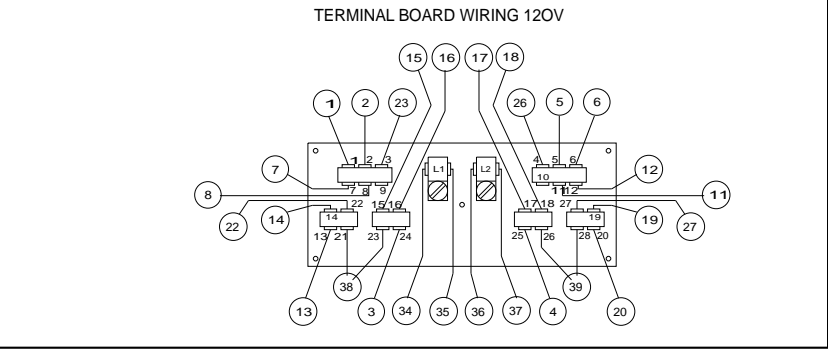 TERMINAL BOARD WIRING 12OV
15 16 17 18
1 2 23 26 5 6
1 2 3 4 5 6
7 L1 L2 10 12
7 8 9 11 12
8 11
22 15 16 17 18 27
14 14 19 19
22 27
13 21 23 24 25 26 28 20
38 39
13 3 34 35 36 37 4 20